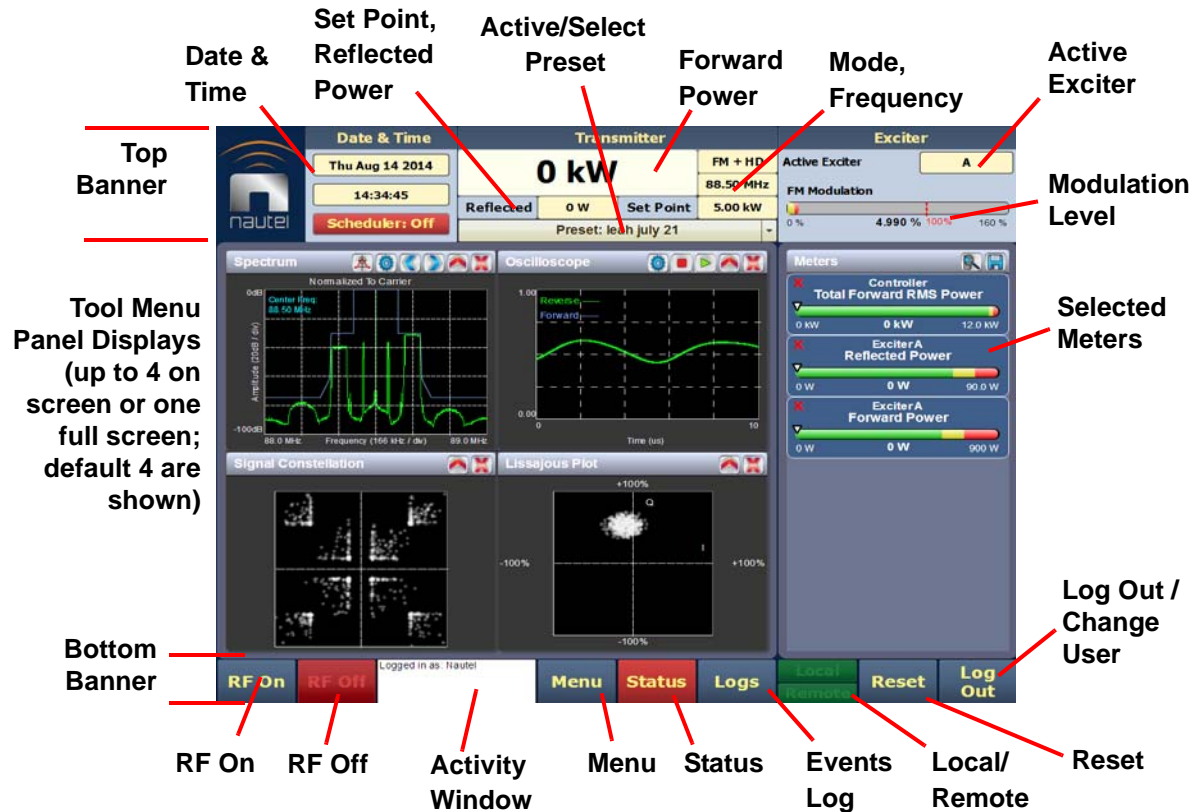 Set Point,
Reflected
Power
Active/Select
Preset
Date &
Time
Forward
Power
Mode,
Frequency
Active
Exciter
Top
Banner
Modulation
Level
Tool Menu
Panel Displays
(up to 4 on
screen or one
full screen;
default 4 are
shown)
Selected
Meters
Bottom
Banner
Log Out /
Change
User
nautel
Date & Time
Thu Aug 14 2014
14:34:45
Scheduler: Off
Transmitter
0 kW
FM + HD
88.50 MHz
Reflected 0 W Set Point 5.00 kW
Preset: leah july 21
Exciter
Active Exciter A
FM Modulation
0 % 4.990 % 100% 160 %
Spectrum
Normalized To Carrier
0dB
Center Freq:
88.50 MHz
Amplitude (20dB / div)
-100dB
88.0 MHz Frequency (166 kHz / div) 89.0 MHz
Oscilloscope
1.00
Reverse
Forward
0.00
0 10
Time (us)
Meters
Controller
Total Forward RMS
Power
0 kW 0 kW 12.0 kW
Exciter A
Reflected Power
0 W 0 W 90.0 W
Exciter A
Forward Power
0 W 0 W 900 W
Signal Constellation
Lissajous Plot
+100%
Q
I
-100% +100%
-100%
RF On
RF Off
Logged in as: Nautel
Menu
Status
Logs
Local
Remote
Reset
Log
Out
RF On
RF Off
Activity
Window
Menu
Status
Events
Log
Local/
Remote
Reset